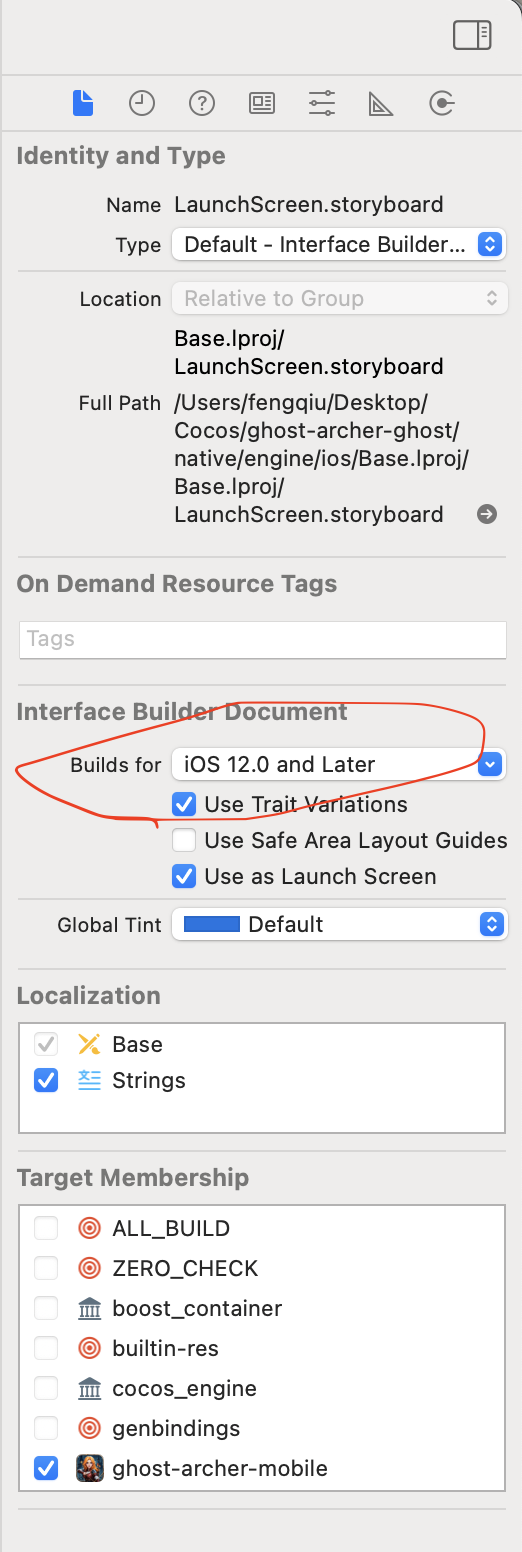 Identity and Type
Name LaunchScreen.storyboard
Type Default - Interface Builder...
Location Relative to Group
Base.lproj/
LaunchScreen.storyboard
Full Path /Users/fengqiu/Desktop/
Cocos/ghost-archer-ghost/
native/engine/ios/Base.lproj/
Base.lproj/
LaunchScreen.storyboard
On Demand Resource Tags
Tags
Interface Builder Document
Builds for iOS 12.0 and Later
Use Trait Variations
Use Safe Area Layout Guides
Use as Launch Screen
Global Tint Default
Localization
Base
Strings
Target Membership
ALL_BUILD
ZERO_CHECK
boost_container
builtin-res
cocos_engine
genbindings
ghost-archer-mobile